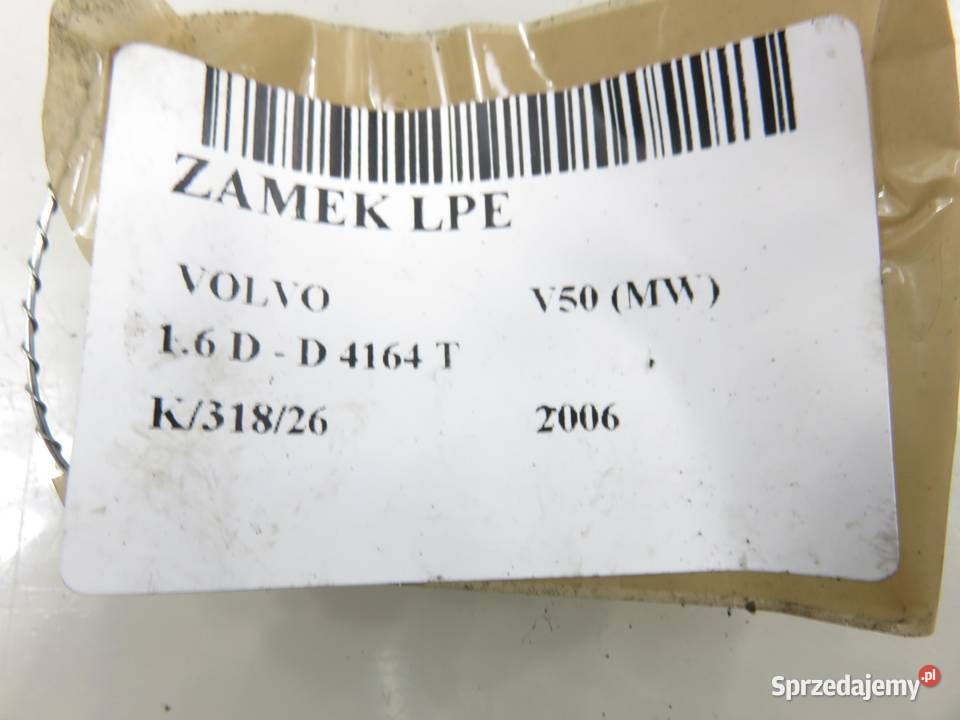 ZAMEK LPE
VOLVO V50 (MW)
1.6 D - D 4164 T
K/318/26 2006
Sprzedajemy.pl